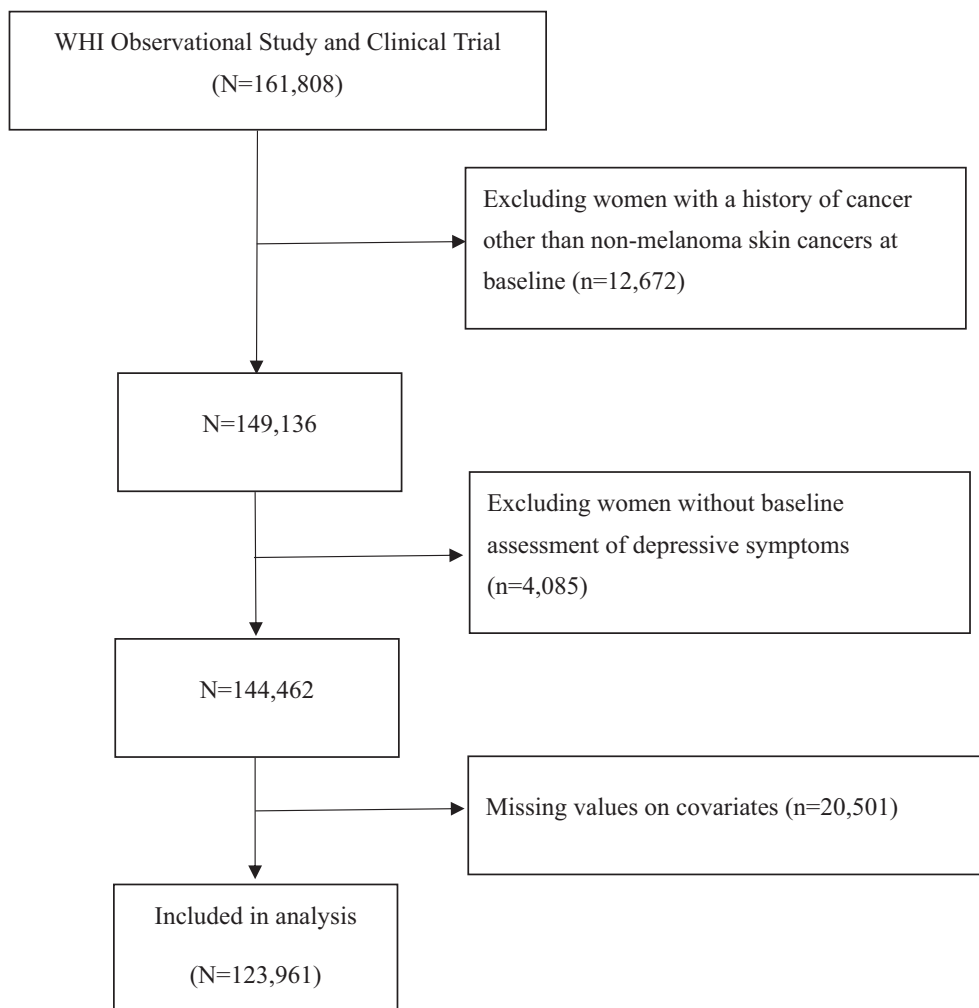 WHI Observational Study and Clinical Trial
(N=161,808)
Excluding women with a history of cancer
other than non-melanoma skin cancers at
baseline (n=12,672)
N=149,136
Excluding women without baseline
assessment of depressive symptoms
(n=4,085)
N=144,462
Missing values on covariates (n=20,501)
Included in analysis
(N=123,961)